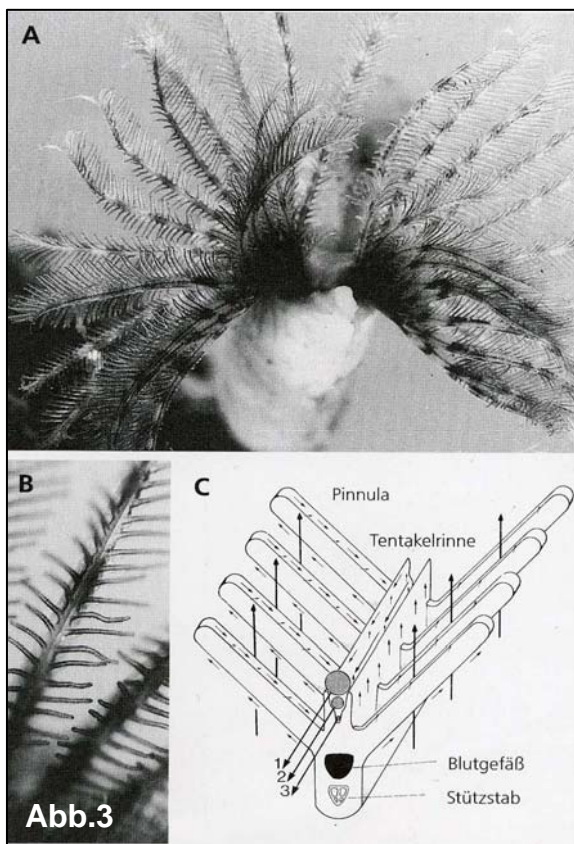 A
B
C
Pinnula
Tentakelrinne
1
2
3
Blutgefäß
Stützstab
Abb.3